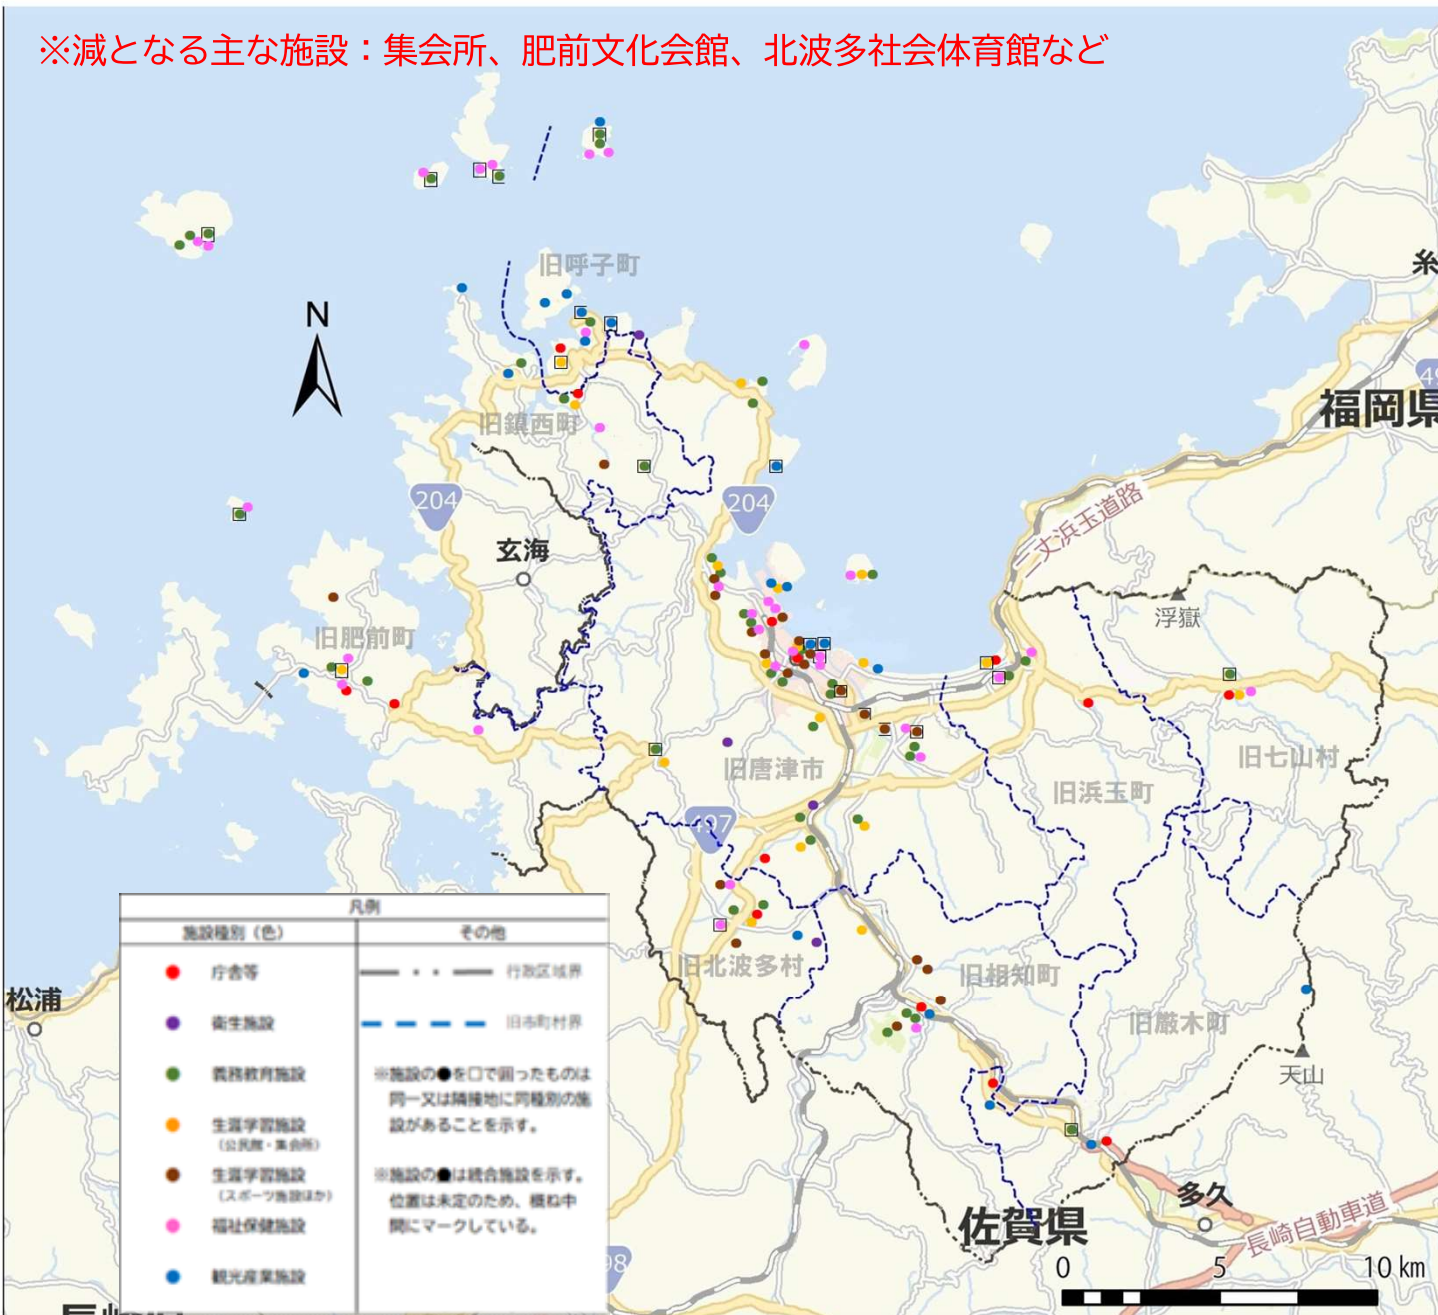 ※減となる主な施設：集会所、肥前文化会館、北波多社会体育館など
旧呼子町
糸
N
福岡県
49
旧鎮西町
204
204
二丈浜玉道路
玄海
浮嶽
旧肥前町
旧唐津市
旧七山村
旧浜玉町
497
旧北波多村
旧相知町
旧厳木町
天山
松浦
多久
佐賀県
長崎自動車道
98
0 5 10 km
凡例
施設種別（色）
その他
庁舎等
行政区域界
衛生施設
旧市町村界
義務教育施設
※施設の●を□で囲ったものは
同一又は隣接地に同種別の施
設があることを示す。
生涯学習施設
（公民館・集会所）
生涯学習施設
（スポーツ施設ほか）
※施設の●は統合施設を示す。
位置は未定のため、概ね中
間にマークしている。
福祉保健施設
観光産業施設